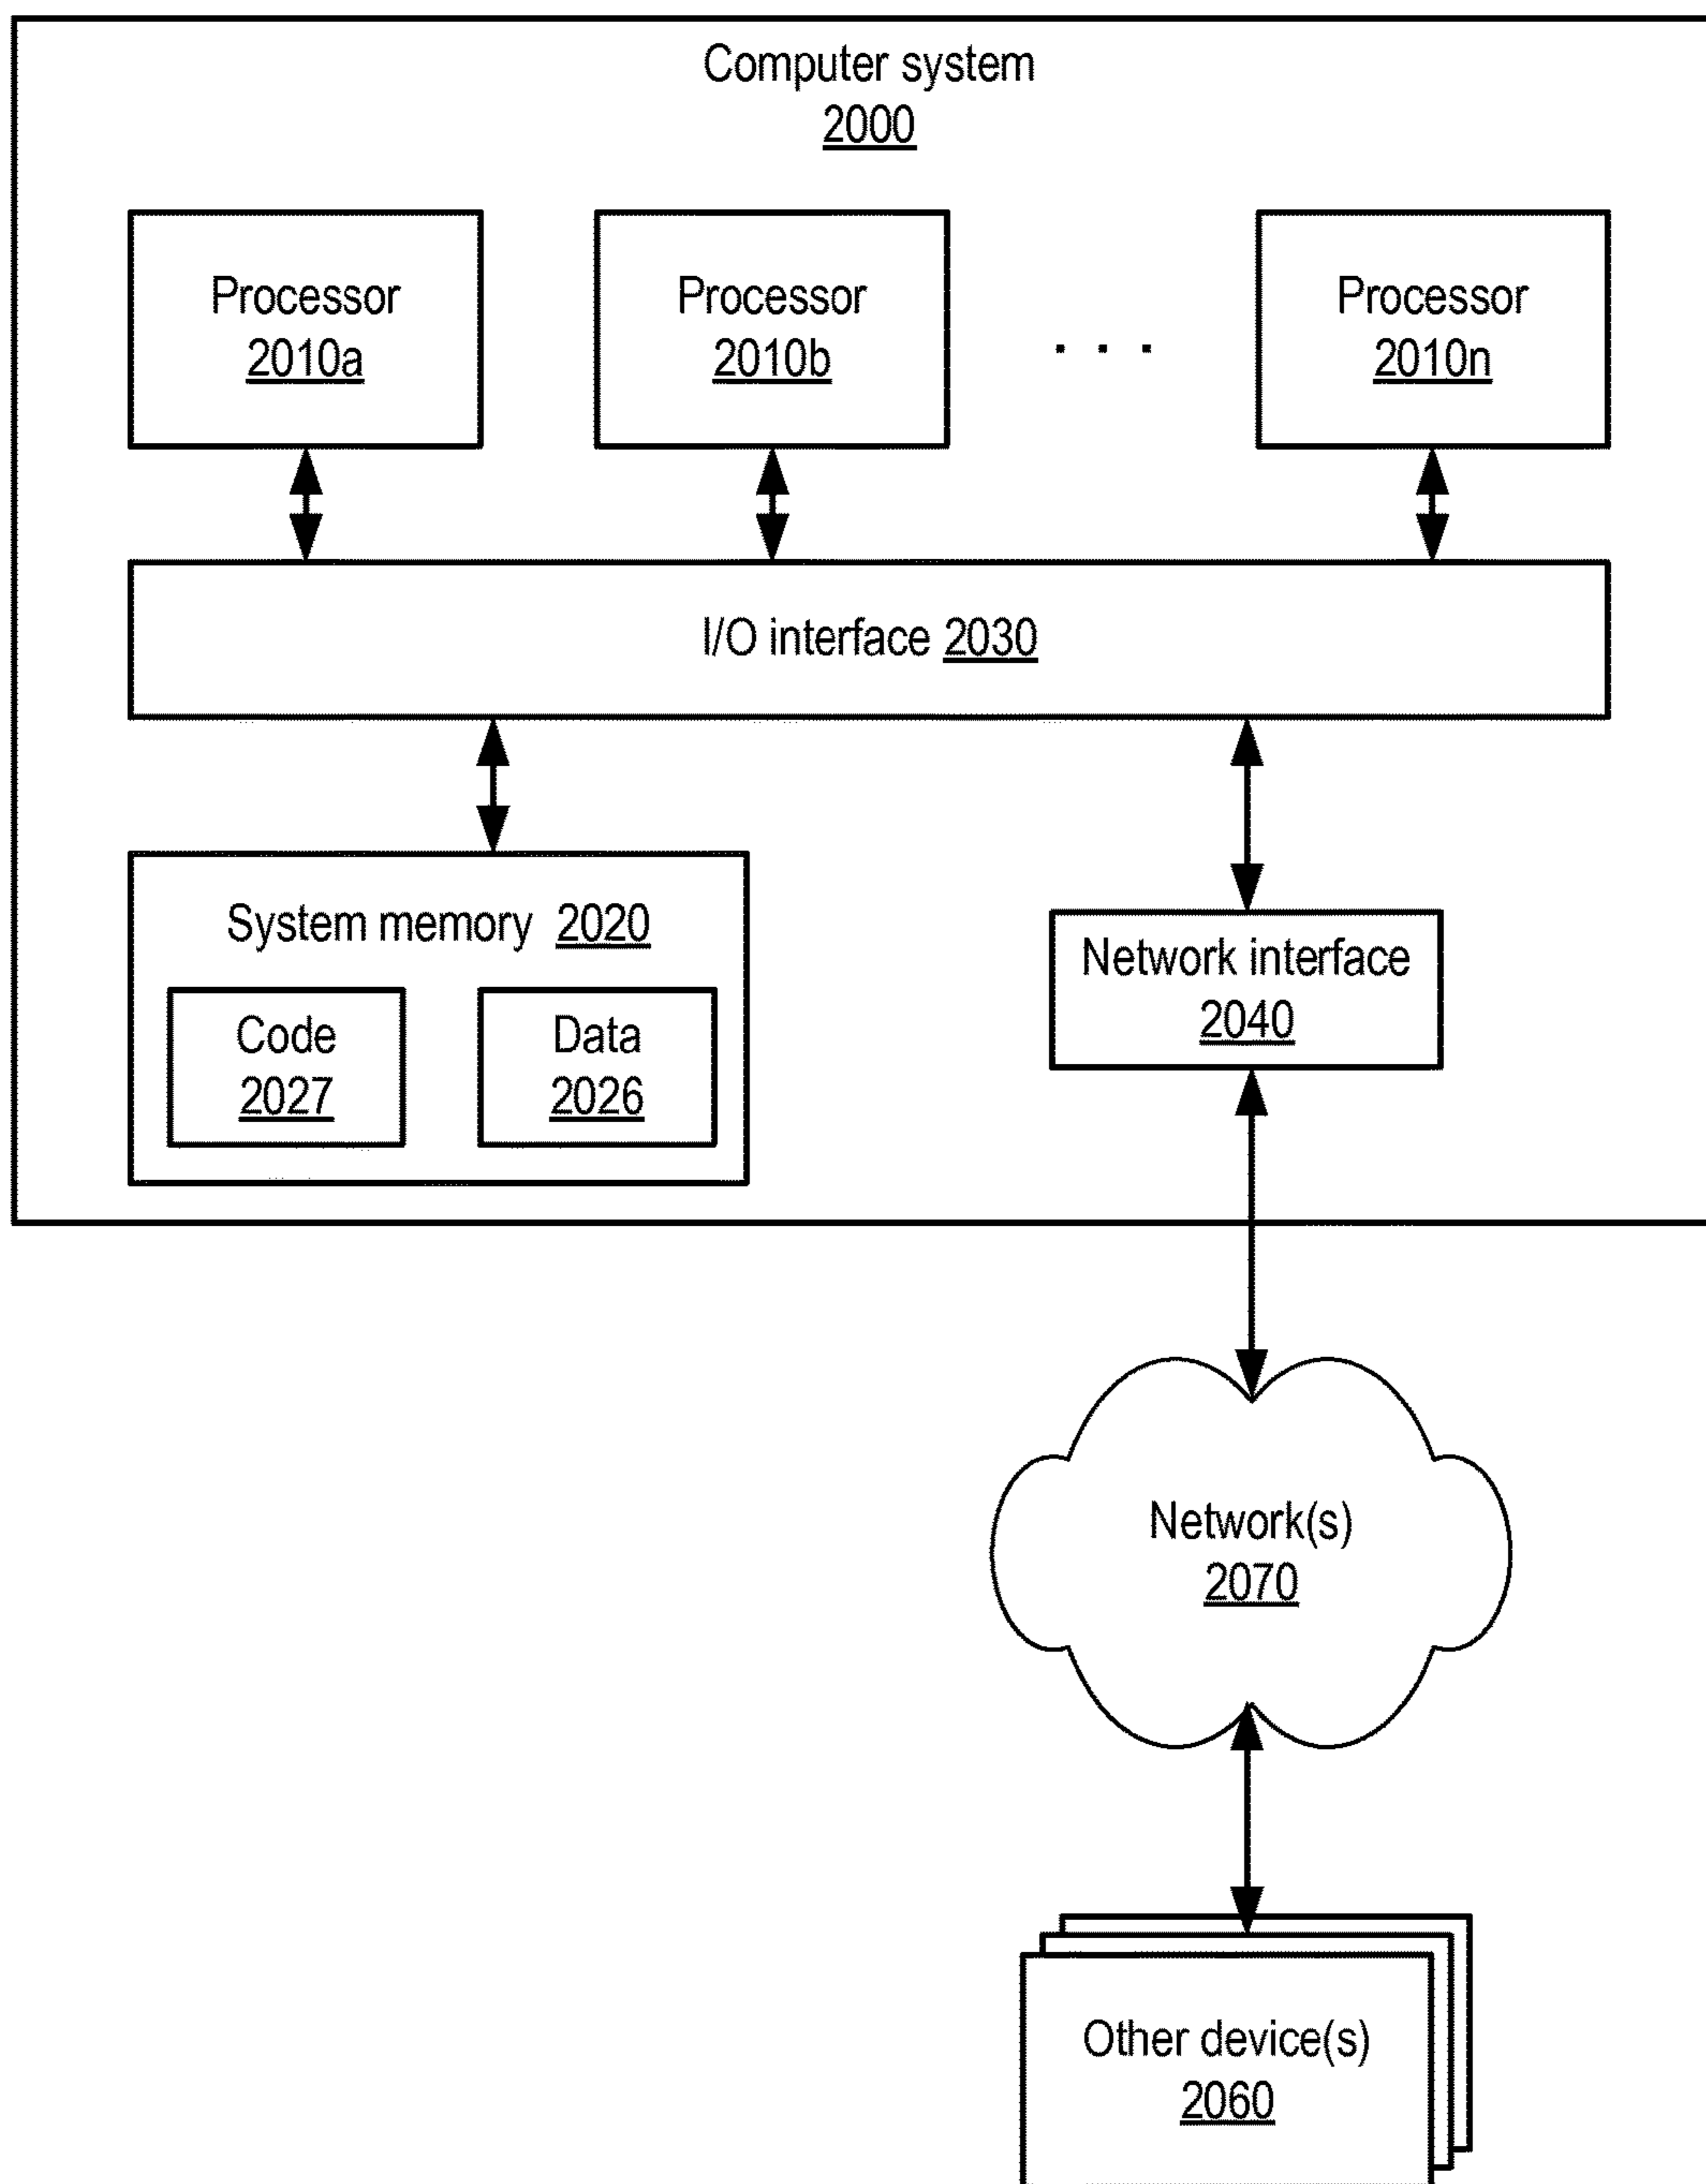 Computer system
2000
Processor
2010a
Processor
2010b
. . .
Processor
2010n
I/O interface 2030
System memory 2020
Code
2027
Data
2026
Network interface
2040
Network(s)
2070
Other device(s)
2060